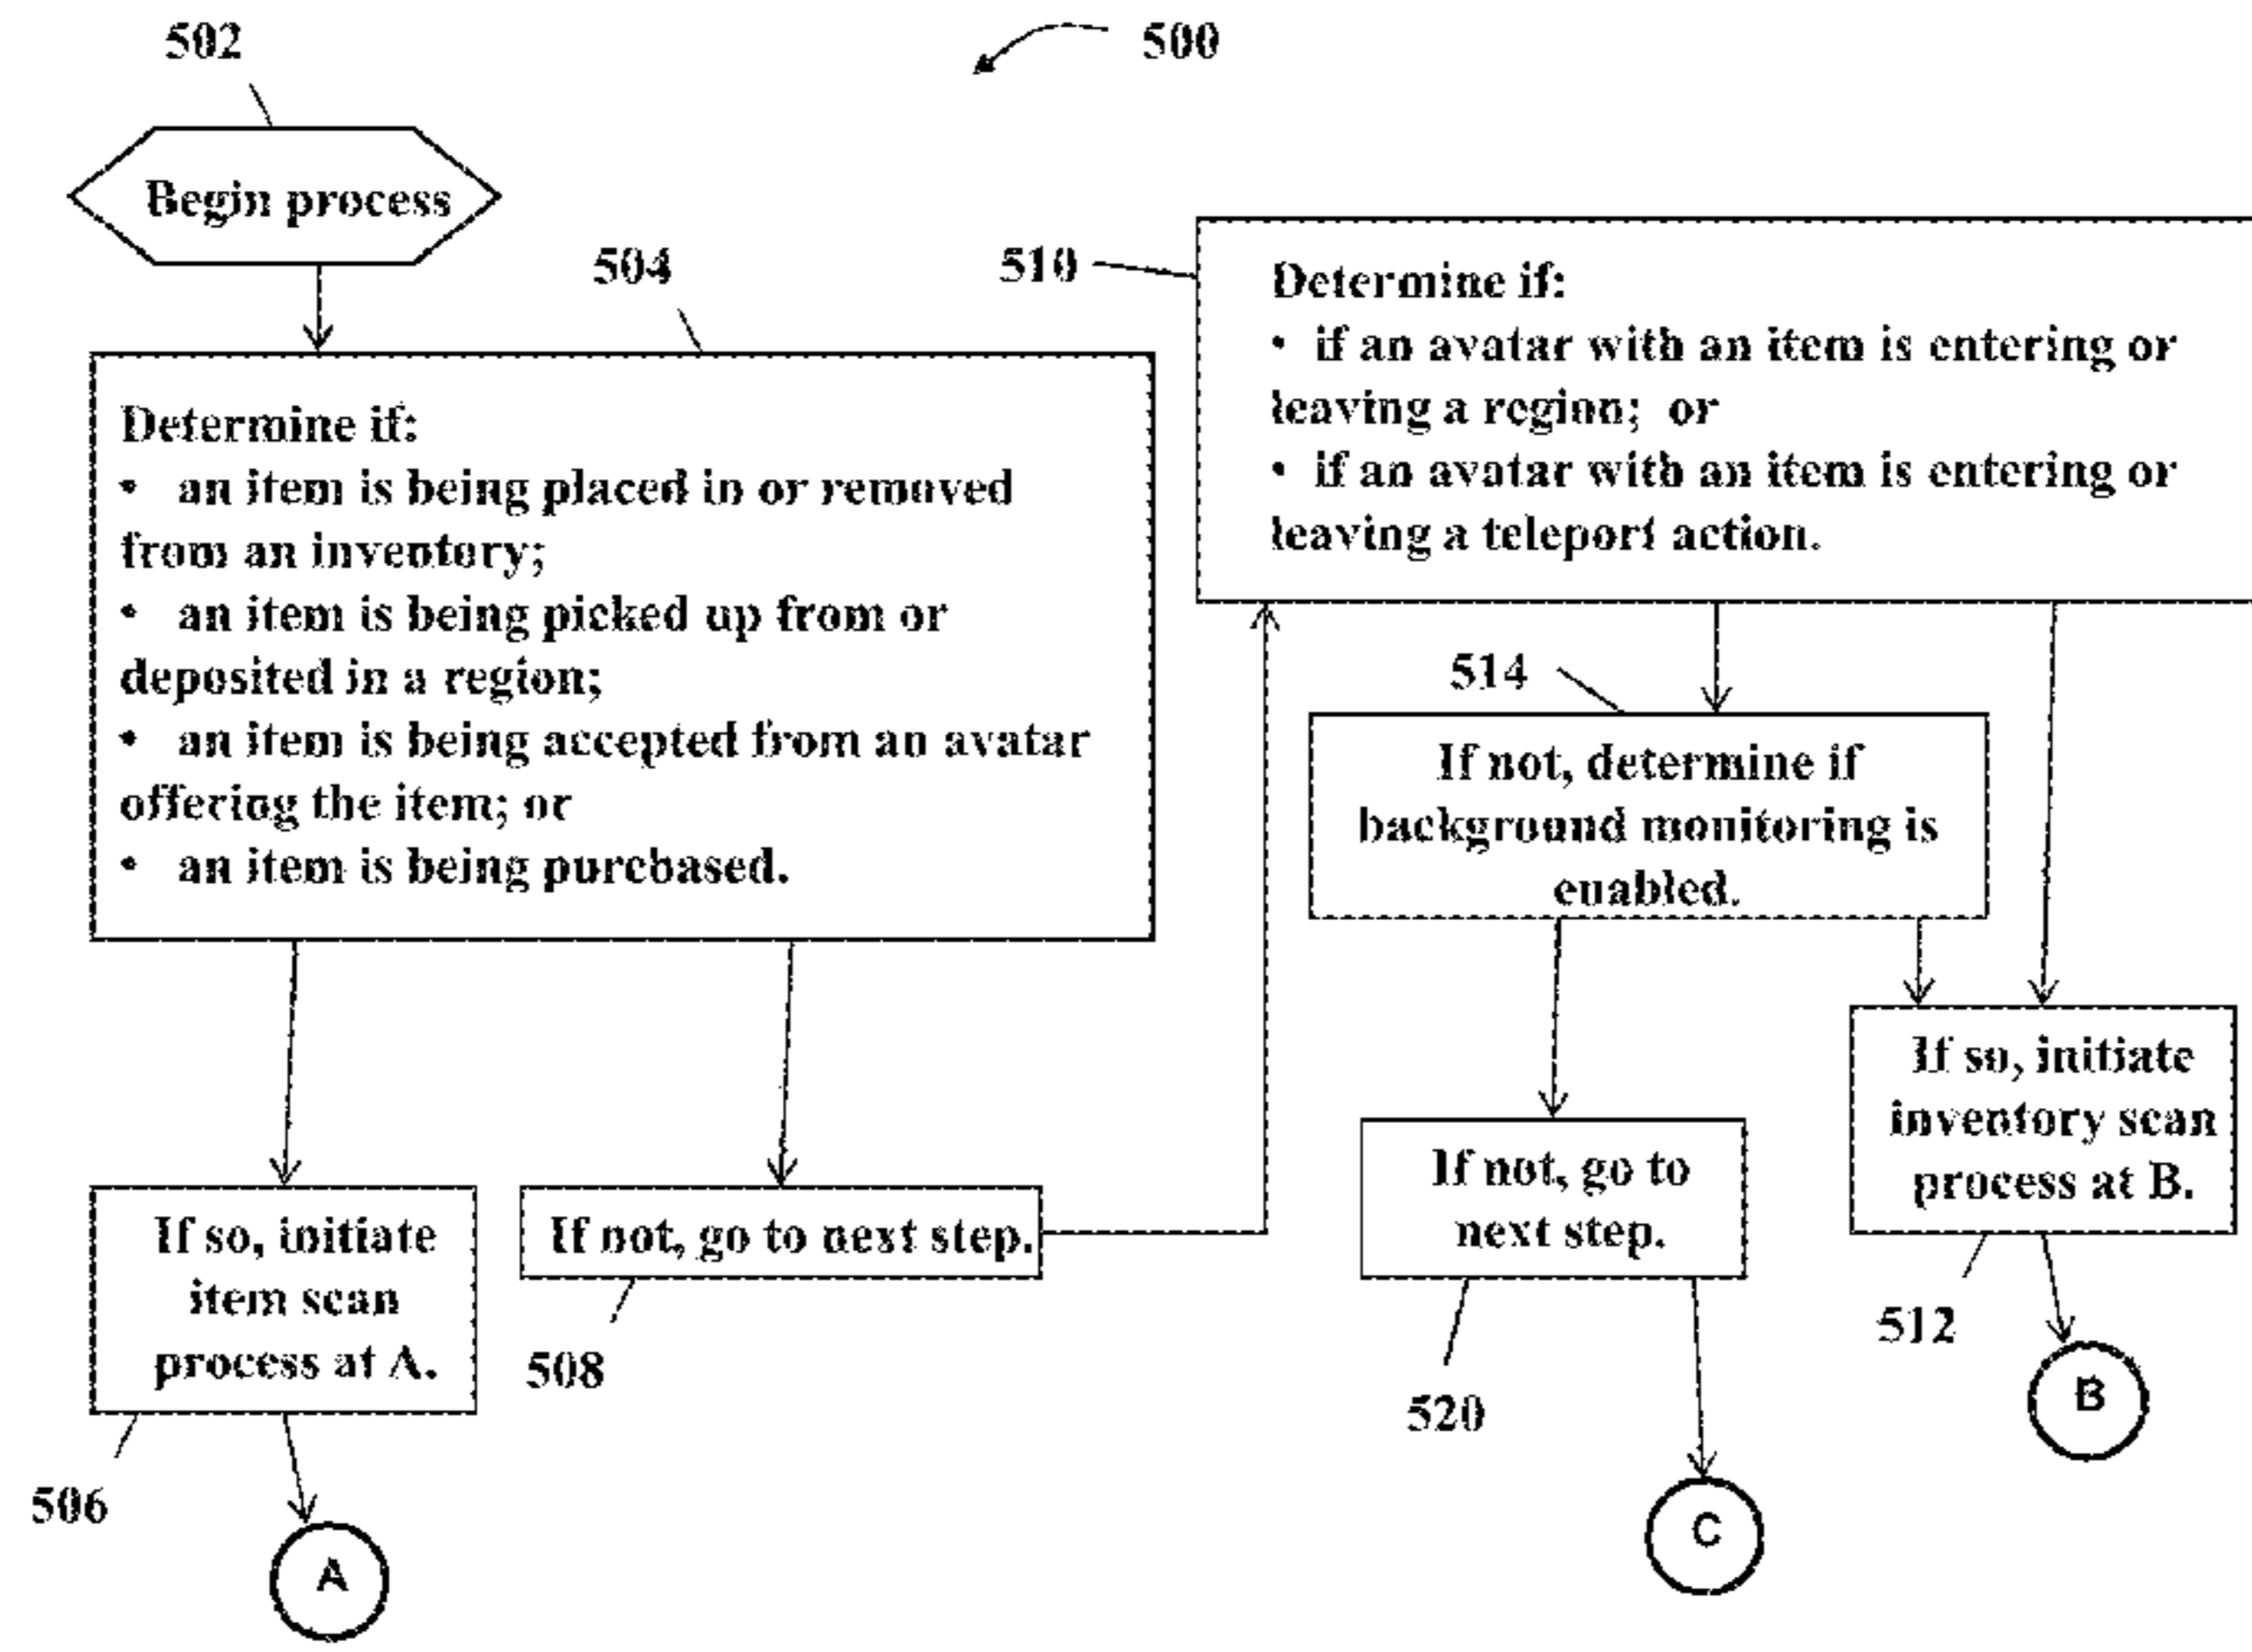 502
500
Begin process
504
Determine if:
• an item is being placed in or removed
from an inventory;
• an item is being picked up from or
deposited in a region;
• an item is being accepted from an avatar
offering the item; or
• an item is being purchased.
510
Determine if:
• if an avatar with an item is entering or
leaving a region; or
• if an avatar with an item is entering or
leaving a teleport action.
514
If not, determine if
background monitoring is
enabled.
If so, initiate
item scan
process at A.
506
A
If not, go to next step.
508
If not, go to
next step.
520
C
If so, initiate
inventory scan
process at B.
512
B